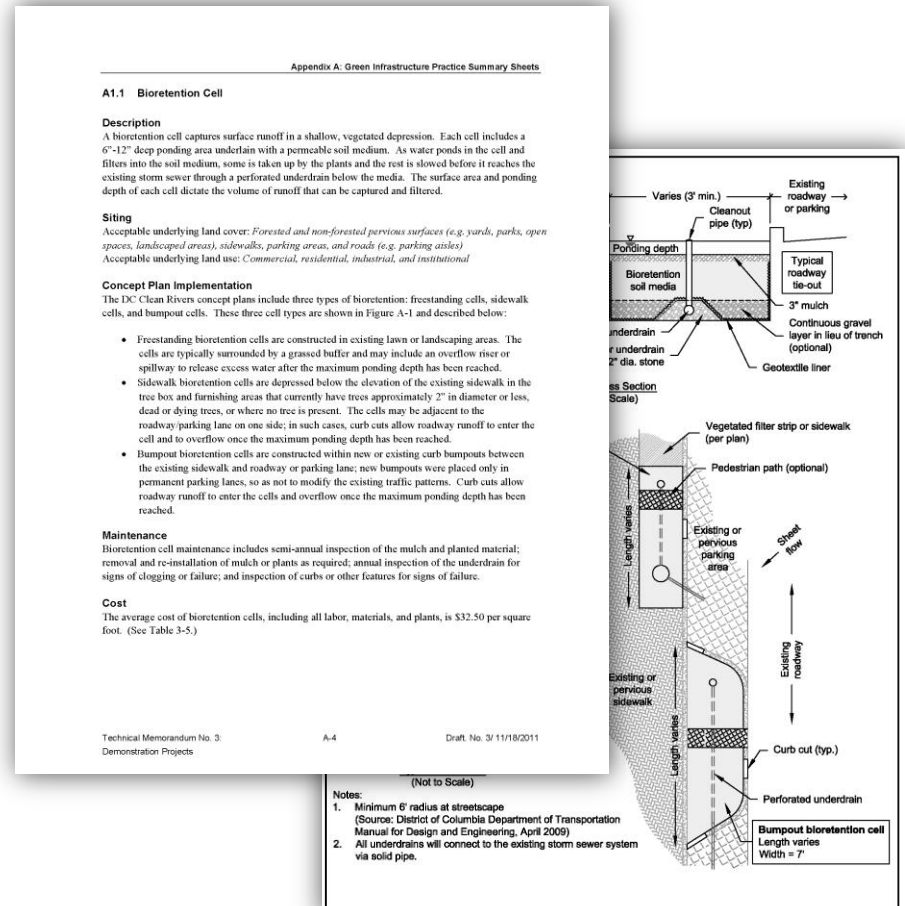 Appendix A: Green Infrastructure Practice Summary Sheets
A1.1 Bioretention Cell
Description
A bioretention cell captures surface runoff in a shallow, vegetated depression. Each cell includes a
6"-12" deep ponding area underlain with a permeable soil medium. As water ponds in the cell and
filters into the soil medium, some is taken up by the plants and the rest is slowed before it reaches the
existing storm sewer through a perforated underdrain below the media. The surface area and ponding
depth of each cell dictate the volume of runoff that can be captured and filtered.
Siting
Acceptable underlying land cover: Forested and non-forested pervious surfaces (e.g. yards, parks, open
spaces, landscaped areas), sidewalks, parking areas, and roads (e.g. parking aisles)
Acceptable underlying land use: Commercial, residential, industrial, and institutional
Concept Plan Implementation
The DC Clean Rivers concept plans include three types of bioretention: freestanding cells, sidewalk
cells, and bumpout cells. These three cell types are shown in Figure A-1 and described below:
• Freestanding bioretention cells are constructed in existing lawn or landscaping areas. The
cells are typically surrounded by a grassed buffer and may include an overflow riser or
spillway to release excess water after the maximum ponding depth has been reached.
• Sidewalk bioretention cells are depressed below the elevation of the existing sidewalk in the
tree box and furnishing areas that currently have trees approximately 2" in diameter or less,
dead or dying trees, or where no tree is present. The cells may be adjacent to the
roadway/parking lane on one side; in such cases, curb cuts allow roadway runoff to enter the
cell and to overflow once the maximum ponding depth has been reached.
• Bumpout bioretention cells are constructed within new or existing curb bumpouts between
the existing sidewalk and roadway or parking lane; new bumpouts were placed only in
permanent parking lanes, so as not to modify the existing traffic patterns. Curb cuts allow
roadway runoff to enter the cells and overflow once the maximum ponding depth has been
reached.
Maintenance
Bioretention cell maintenance includes semi-annual inspection of the mulch and planted material;
removal and re-installation of mulch or plants as required; annual inspection of the underdrain for
signs of clogging or failure; and inspection of curbs or other features for signs of failure.
Cost
The average cost of bioretention cells, including all labor, materials, and plants, is $32.50 per square
foot. (See Table 3-5.)
Technical Memorandum No. 3: A-4 Draft. No. 3/ 11/18/2011
Demonstration Projects
Varies (3' min.)
Existing
roadway
or parking
Cleanout
pipe (typ)
Ponding depth
Bioretention
soil media
Typical
roadway
tie-out
3" mulch
Continuous gravel
layer in lieu of trench
(optional)
underdrain
underdrain
2" dia. stone
Geotextile liner
Section
Scale)
Vegetated filter strip or sidewalk
(per plan)
Pedestrian path (optional)
Length varies
Existing or
pervious
parking
area
Sheet
flow
Existing
roadway
Existing or
pervious
sidewalk
Length varies
Curb cut (typ.)
Perforated underdrain
Bumpout bioretention cell
Length varies
Width = 7'
(Not to Scale)
Notes:
1. Minimum 6' radius at streetscape
(Source: District of Columbia Department of Transportation
Manual for Design and Engineering, April 2009)
2. All underdrains will connect to the existing storm sewer system
via solid pipe.